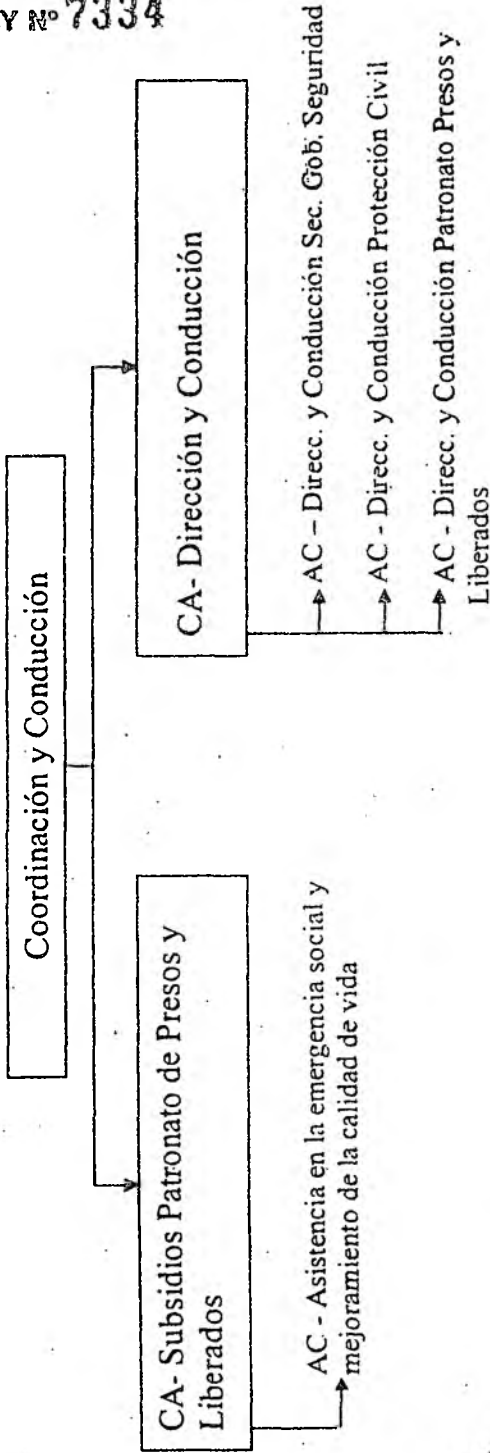 Y Nº 7334
Coordinación y Conducción
CA- Subsidios Patronato de Presos y
Liberados
AC - Asistencia en la emergencia social y
mejoramiento de la calidad de vida
CA- Dirección y Conducción
AC – Direcc. y Conducción Sec. Gob. Seguridad
AC - Direcc. y Conducción Protección Civil
AC - Direcc. y Conducción Patronato Presos y
Liberados